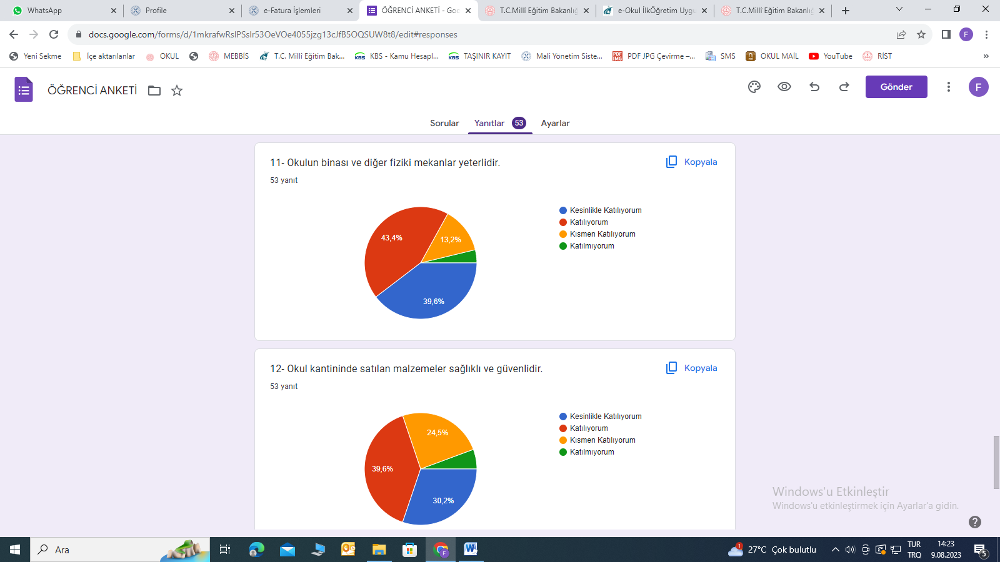 WhatsApp
Profile
e-Fatura İşlemleri
ÖĞRENCİ ANKETİ - Goo
T.C.Millî Eğitim Bakanlığ
e-Okul İlkÖğretim Uygu
T.C.Millî Eğitim Bakanlığ
docs.google.com/forms/d/1mkrafwRslPSslr53OeVOe4055jzg13cJfB5OQSUW8t8/edit#responses
F
Yeni Sekme
İçe aktarılanlar
OKUL
MEBBİS
T.C. Millî Eğitim Bak...
KBS - Kamu Hesapl...
TAŞINIR KAYIT
Mali Yönetim Siste...
PDF JPG Çevirme –...
SMS
OKUL MAİL
YouTube
RİST
ÖĞRENCİ ANKETİ
Gönder
F
Sorular
Yanıtlar 53
Ayarlar
11- Okulun binası ve diğer fiziki mekanlar yeterlidir.
Kopyala
53 yanıt
Kesinlikle Katılıyorum
Katılıyorum
Kısmen Katılıyorum
Katılmıyorum
43,4%
13,2%
39,6%
12- Okul kantininde satılan malzemeler sağlıklı ve güvenlidir.
Kopyala
53 yanıt
Kesinlikle Katılıyorum
Katılıyorum
Kısmen Katılıyorum
Katılmıyorum
24,5%
39,6%
30,2%
Windows'u Etkinleştir
Windows'u etkinleştirmek için Ayarlar'a gidin.
Ara
1
27°C Çok bulutlu
TUR
TRQ
14:23
9.08.2023
5